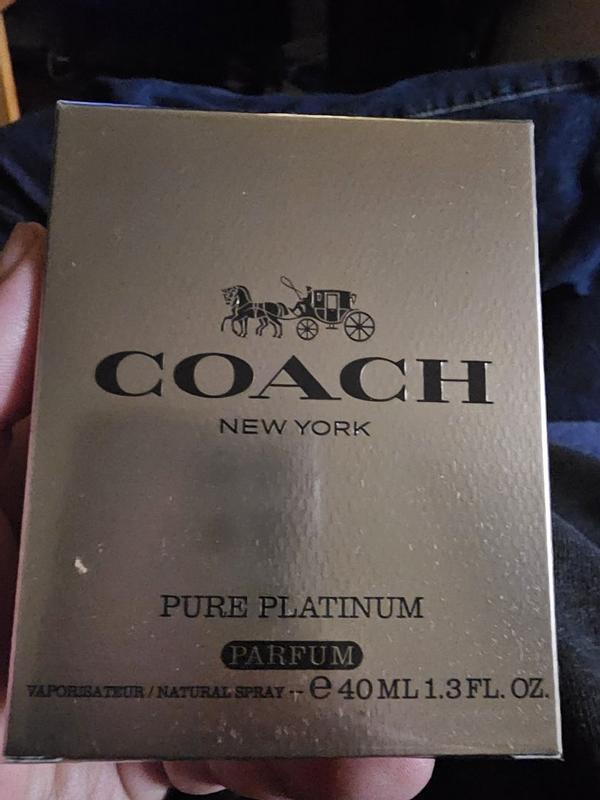 COACH
NEW YORK
PURE PLATINUM
PARFUM
VAPORISATEUR / NATURAL SPRAY -- ℮ 40 ML 1.3 FL. OZ.